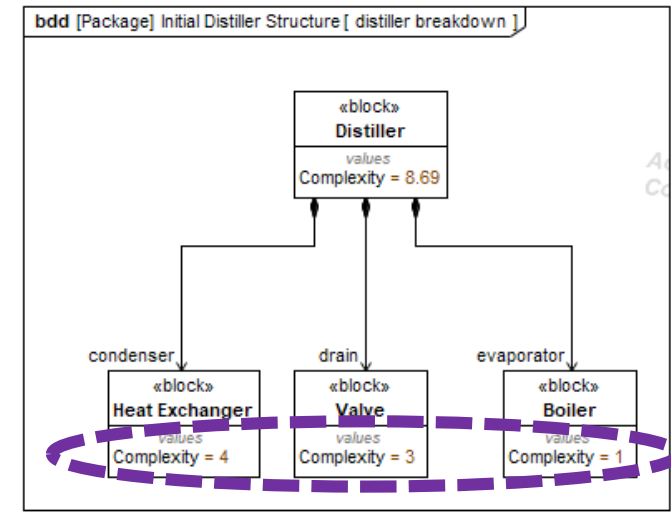 bdd [Package] Initial Distiller Structure [ distiller breakdown ]
«block»
Distiller
values
Complexity = 8.69
condenser
drain
evaporator
«block»
Heat Exchanger
values
Complexity = 4
«block»
Valve
values
Complexity = 3
«block»
Boiler
values
Complexity = 1